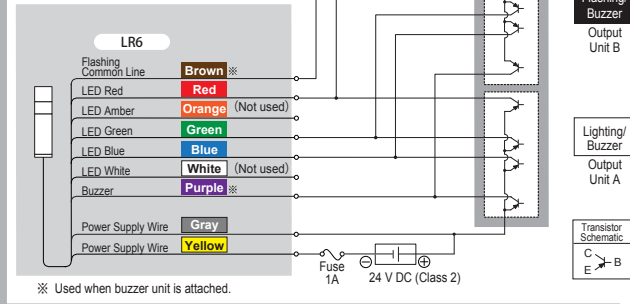 LR6
Flashing
Common Line Brown ※
LED Red Red
LED Amber Orange (Not used)
LED Green Green
LED Blue Blue
LED White White (Not used)
Buzzer Purple ※
Power Supply Wire Gray
Power Supply Wire Yellow
Fuse
1A
⊖ ⊕
24 V DC (Class 2)
※ Used when buzzer unit is attached.
Flashing/
Buzzer
Output
Unit B
Lighting/
Buzzer
Output
Unit A
Transistor
Schematic
C
B
E